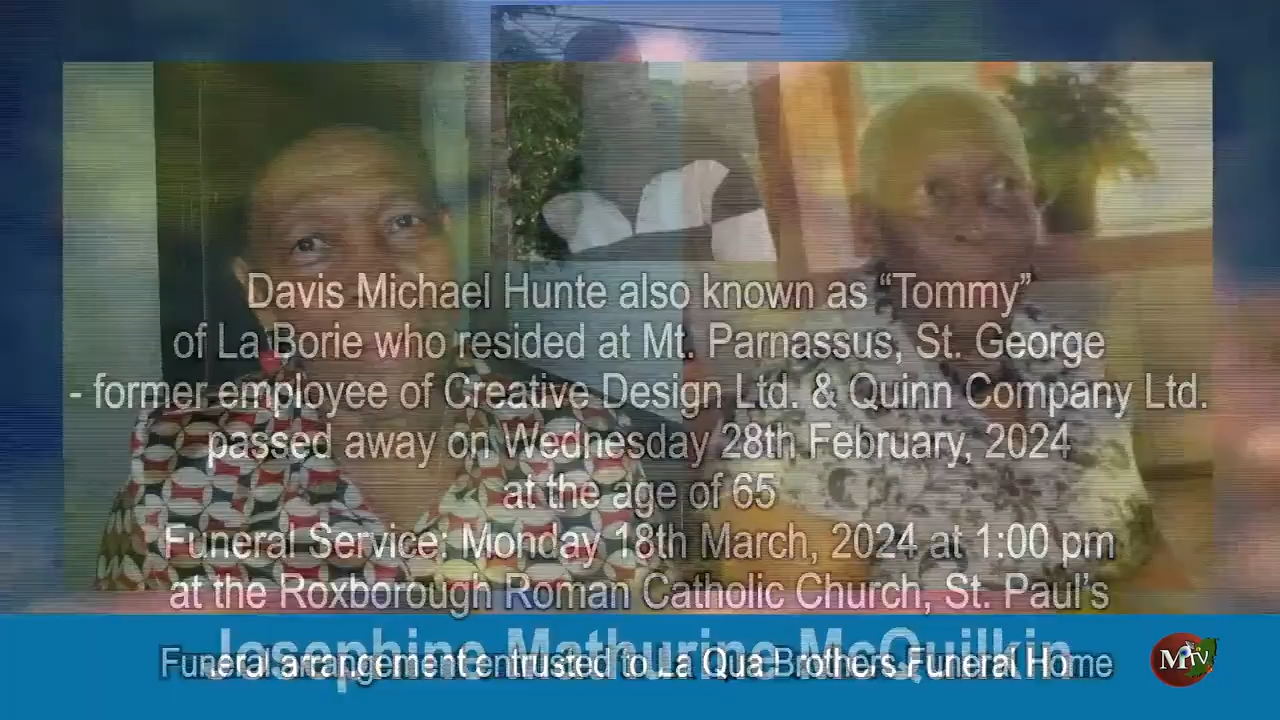 Davis Michael Hunte also known as “Tommy”
of La Borie who resided at Mt. Parnassus, St. George
- former employee of Creative Design Ltd. & Quinn Company Ltd.
passed away on Wednesday 28th February, 2024
at the age of 65
Funeral Service: Monday 18th March, 2024 at 1:00 pm
at the Roxborough Roman Catholic Church, St. Paul’s
Josephine Mathurine McQuilkin
Funeral arrangement entrusted to La Qua Brothers Funeral Home
MTV